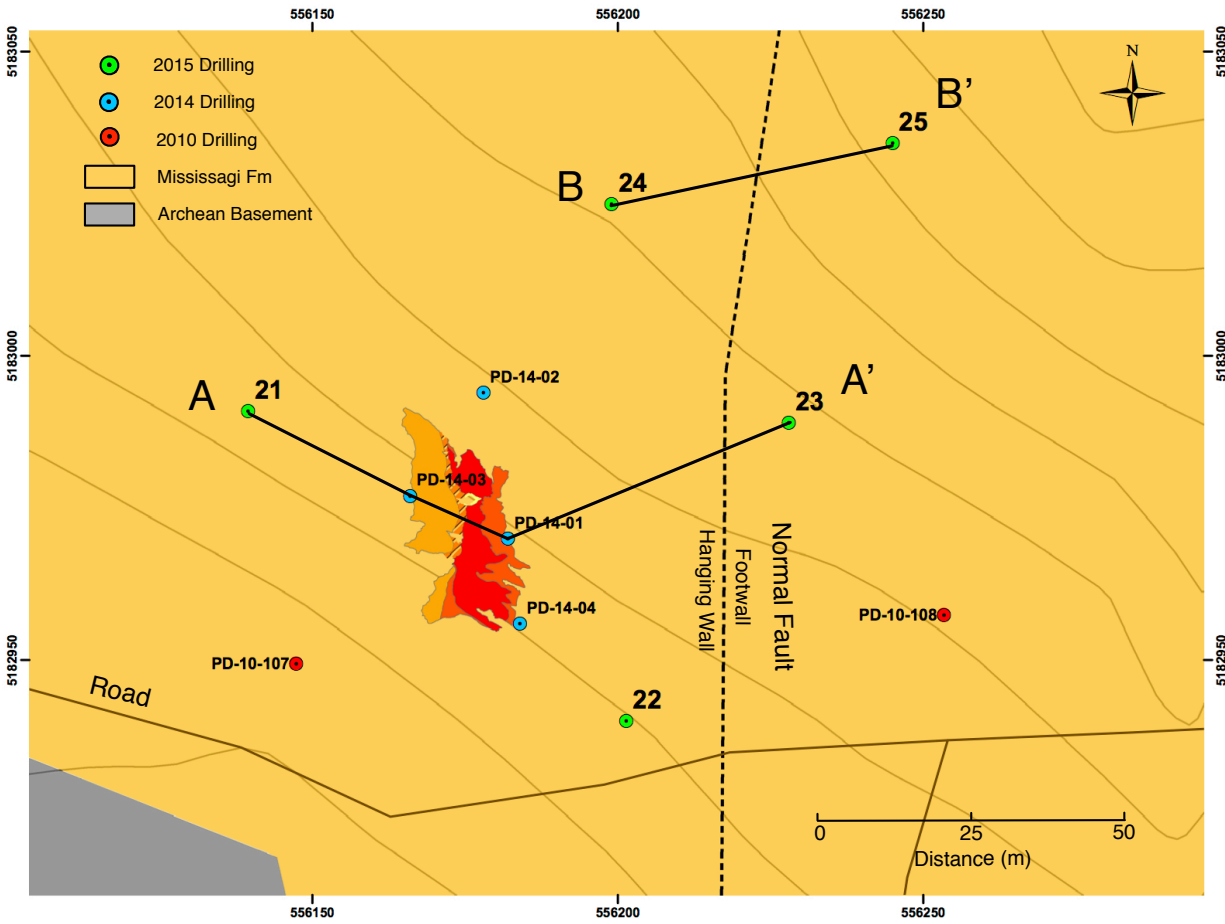 556150
556200
556250
5183050
5183050
N
2015 Drilling
2014 Drilling
2010 Drilling
Mississagi Fm
Archean Basement
B’
25
B
24
5183000
5183000
PD-14-02
A’
A
21
23
PD-14-03
PD-14-01
Normal Fault
Footwall
Hanging Wall
PD-14-04
PD-10-108
PD-10-107
5182950
5182950
Road
22
0
25
50
Distance (m)
556150
556200
556250